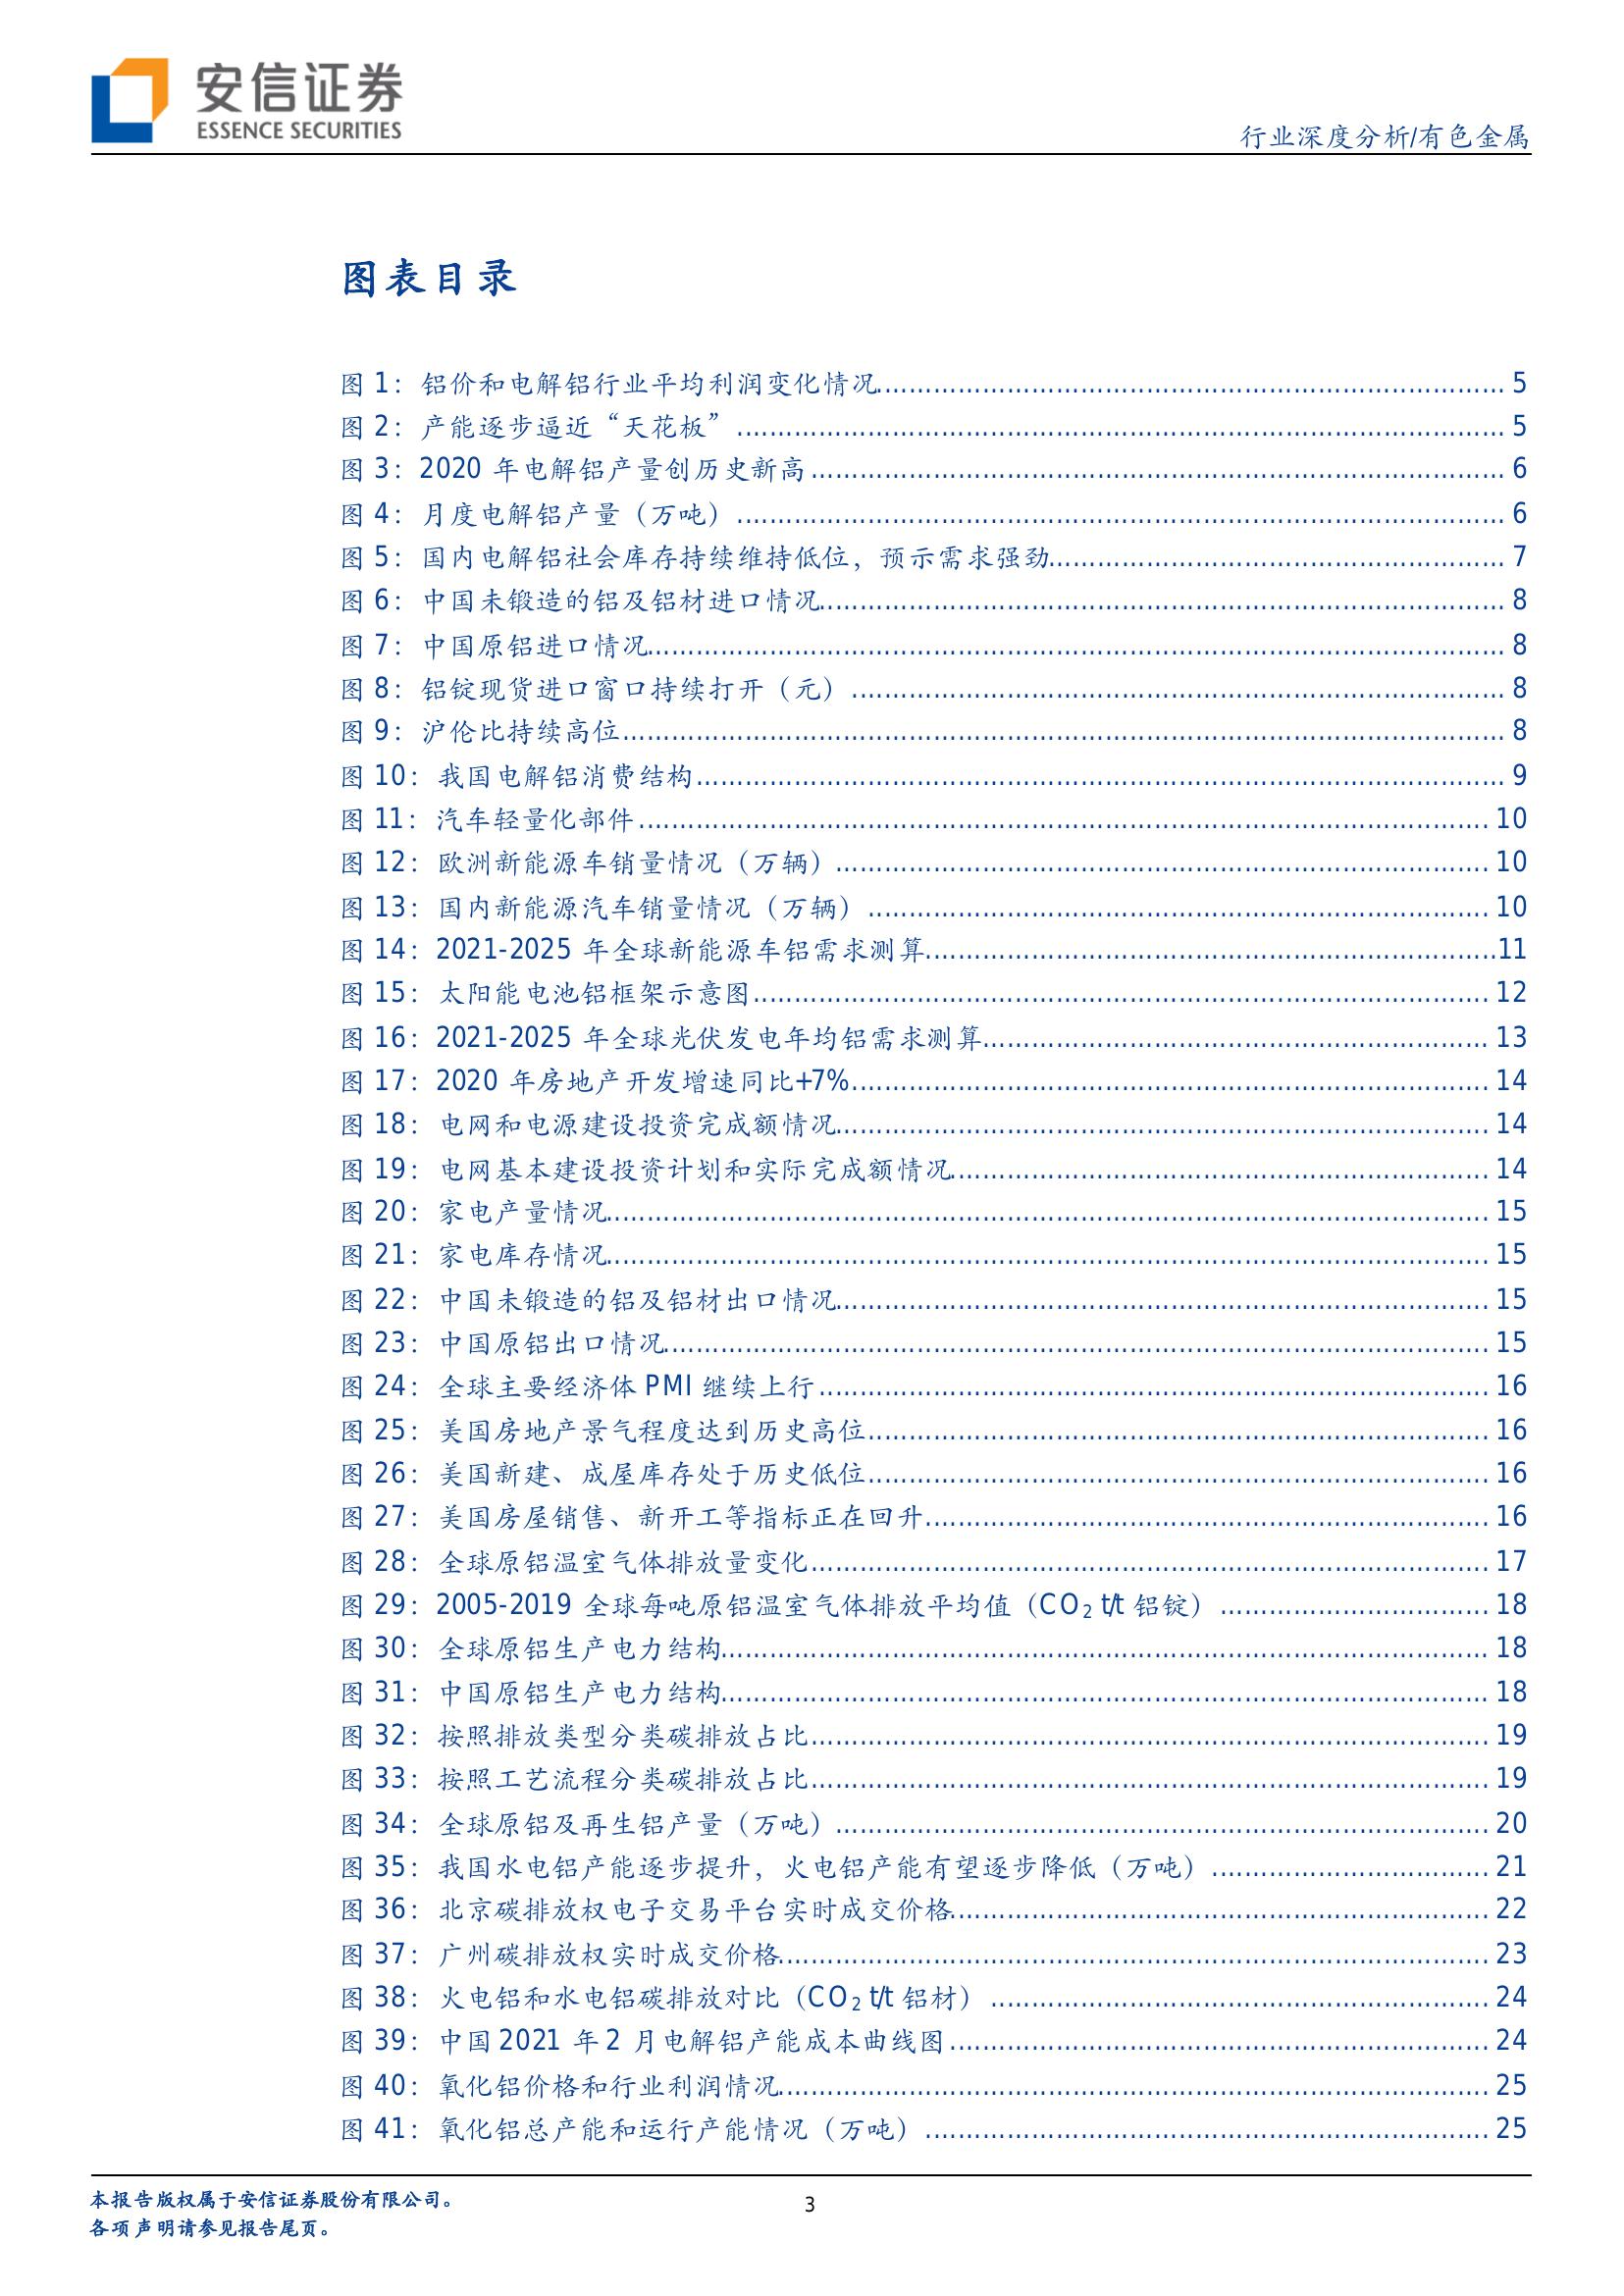 安信证券
ESSENCE SECURITIES
行业深度分析/有色金属
图表目录
图 1：铝价和电解铝行业平均利润变化情况 5
图 2：产能逐步逼近“天花板” 5
图 3：2020 年电解铝产量创历史新高 6
图 4：月度电解铝产量（万吨） 6
图 5：国内电解铝社会库存持续维持低位，预示需求强劲 7
图 6：中国未锻造的铝及铝材进口情况 8
图 7：中国原铝进口情况 8
图 8：铝锭现货进口窗口持续打开（元） 8
图 9：沪伦比持续高位 8
图 10：我国电解铝消费结构 9
图 11：汽车轻量化部件 10
图 12：欧洲新能源车销量情况（万辆） 10
图 13：国内新能源汽车销量情况（万辆） 10
图 14：2021-2025 年全球新能源车铝需求测算 11
图 15：太阳能电池铝框架示意图 12
图 16：2021-2025 年全球光伏发电年均铝需求测算 13
图 17：2020 年房地产开发增速同比+7% 14
图 18：电网和电源建设投资完成额情况 14
图 19：电网基本建设投资计划和实际完成额情况 14
图 20：家电产量情况 15
图 21：家电库存情况 15
图 22：中国未锻造的铝及铝材出口情况 15
图 23：中国原铝出口情况 15
图 24：全球主要经济体 PMI 继续上行 16
图 25：美国房地产景气程度达到历史高位 16
图 26：美国新建、成屋库存处于历史低位 16
图 27：美国房屋销售、新开工等指标正在回升 16
图 28：全球原铝温室气体排放量变化 17
图 29：2005-2019 全球每吨原铝温室气体排放平均值（CO₂ t/t 铝锭） 18
图 30：全球原铝生产电力结构 18
图 31：中国原铝生产电力结构 18
图 32：按照排放类型分类碳排放占比 19
图 33：按照工艺流程分类碳排放占比 19
图 34：全球原铝及再生铝产量（万吨） 20
图 35：我国水电铝产能逐步提升，火电铝产能有望逐步降低（万吨） 21
图 36：北京碳排放权电子交易平台实时成交价格 22
图 37：广州碳排放权实时成交价格 23
图 38：火电铝和水电铝碳排放对比（CO₂ t/t 铝材） 24
图 39：中国 2021 年 2 月电解铝产能成本曲线图 24
图 40：氧化铝价格和行业利润情况 25
图 41：氧化铝总产能和运行产能情况（万吨） 25
本报告版权属于安信证券股份有限公司。
3
各项声明请参见报告尾页。